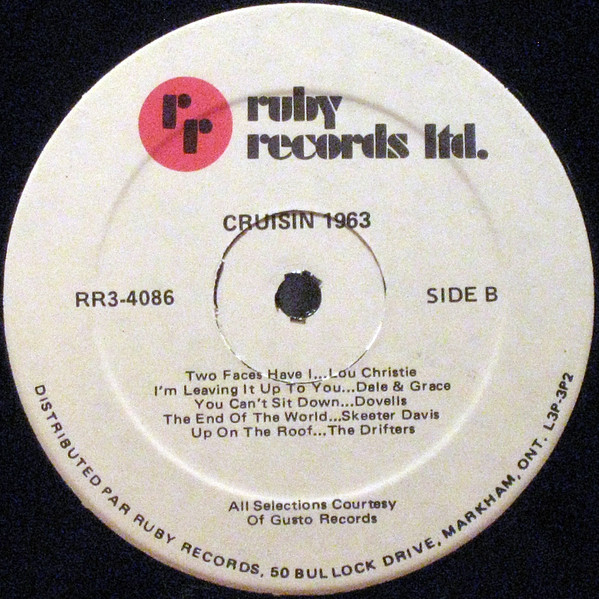 rr
ruby
records ltd.
CRUISIN 1963
RR3-4086
SIDE B
Two Faces Have I...Lou Christie
I'm Leaving It Up To You...Dale & Grace
You Can't Sit Down...Dovells
The End Of The World...Skeeter Davis
Up On The Roof...The Drifters
All Selections Courtesy
Of Gusto Records
DISTRIBUTED PAR RUBY RECORDS, 50 BULLOCK DRIVE, MARKHAM, ONT. L3P-3P2